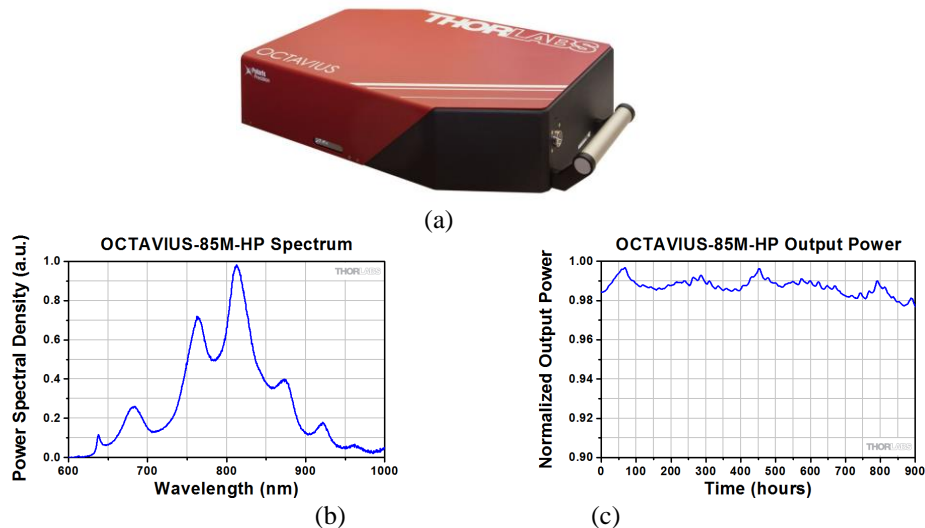 THORLABS
OCTAVIUS
(a)
OCTAVIUS-85M-HP Spectrum
Power Spectral Density (a.u.)
1.0
0.8
0.6
0.4
0.2
0.0
THORLABS
600
700
800
900
1000
Wavelength (nm)
(b)
OCTAVIUS-85M-HP Output Power
Normalized Output Power
1.00
0.98
0.96
0.94
0.92
0.90
THORLABS
0
100
200
300
400
500
600
700
800
900
Time (hours)
(c)